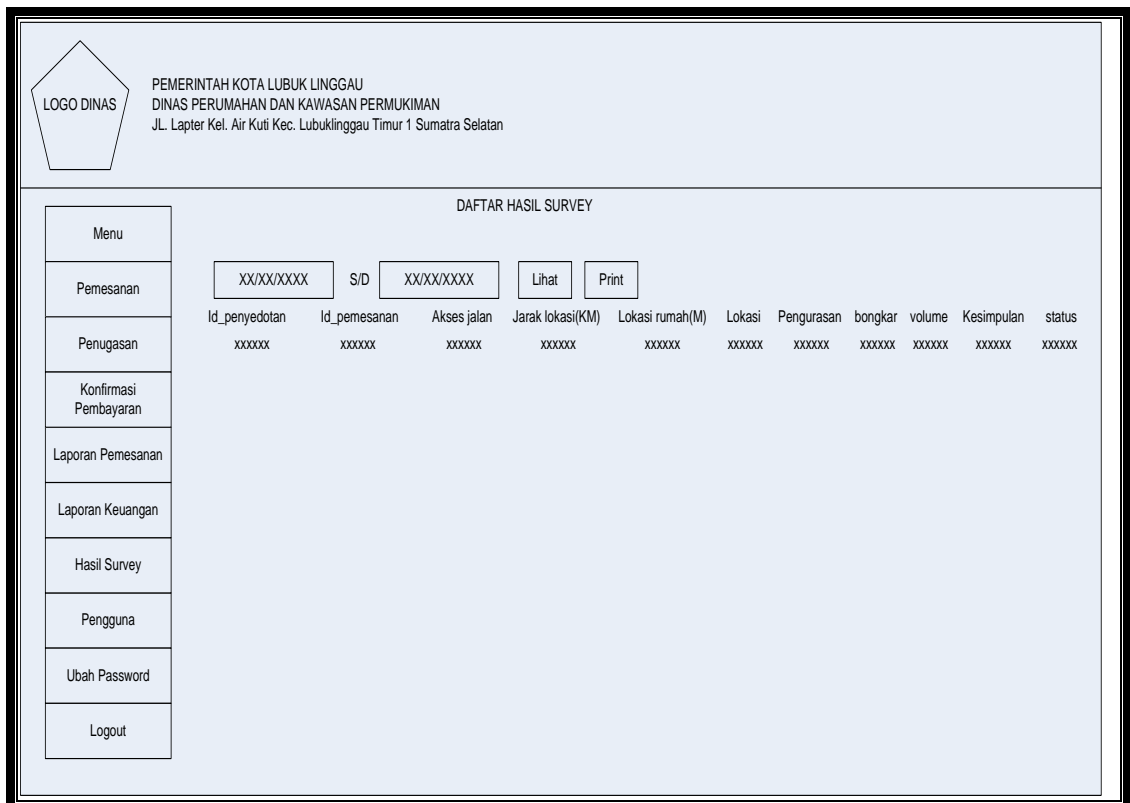 LOGO DINAS
PEMERINTAH KOTA LUBUK LINGGAU
DINAS PERUMAHAN DAN KAWASAN PERMUKIMAN
JL. Lapter Kel. Air Kuti Kec. Lubuklinggau Timur 1 Sumatra Selatan
DAFTAR HASIL SURVEY
Menu
Pemesanan
Penugasan
Konfirmasi
Pembayaran
Laporan Pemesanan
Laporan Keuangan
Hasil Survey
Pengguna
Ubah Password
Logout
XX/XX/XXXX S/D XX/XX/XXXX Lihat Print
Id_penyedotan Id_pemesanan Akses jalan Jarak lokasi(KM) Lokasi rumah(M) Lokasi Pengurasan bongkar volume Kesimpulan status
xxxxxx xxxxxx xxxxxx xxxxxx xxxxxx xxxxxx xxxxxx xxxxxx xxxxxx xxxxxx xxxxxx